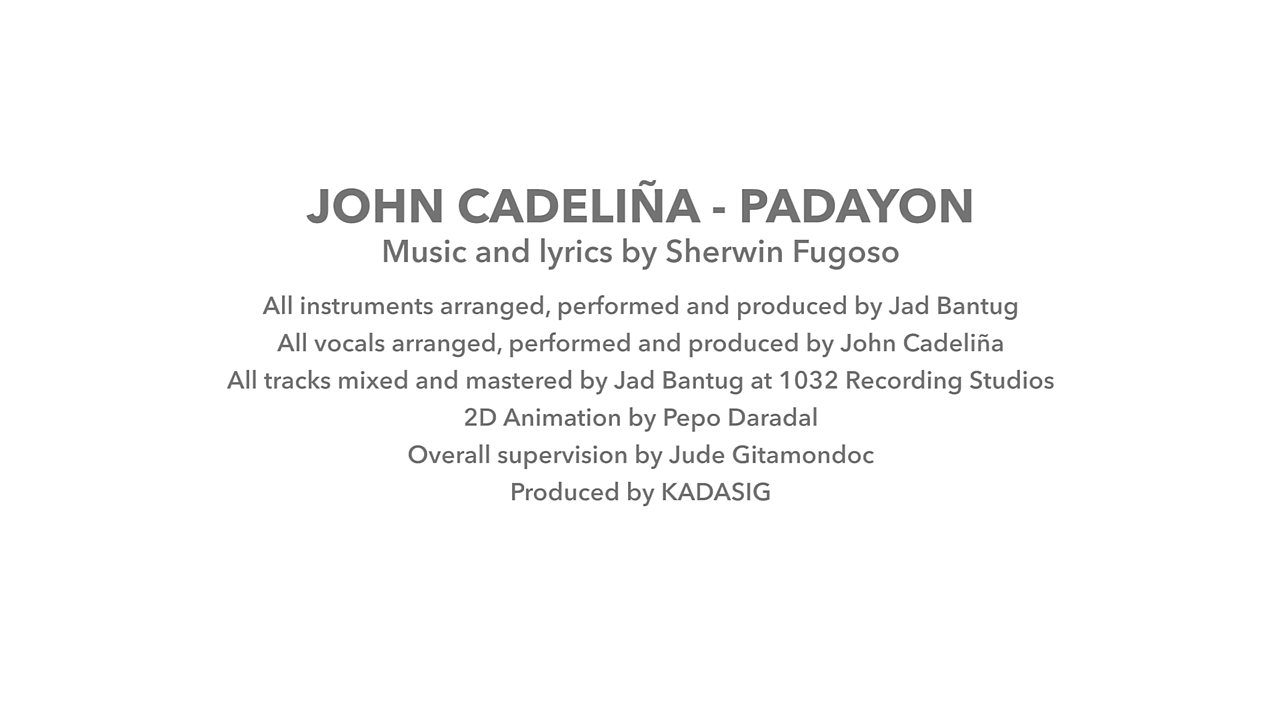 JOHN CADELIÑA - PADAYON
Music and lyrics by Sherwin Fugoso
All instruments arranged, performed and produced by Jad Bantug
All vocals arranged, performed and produced by John Cadeliña
All tracks mixed and mastered by Jad Bantug at 1032 Recording Studios
2D Animation by Pepo Daradal
Overall supervision by Jude Gitamondoc
Produced by KADASIG